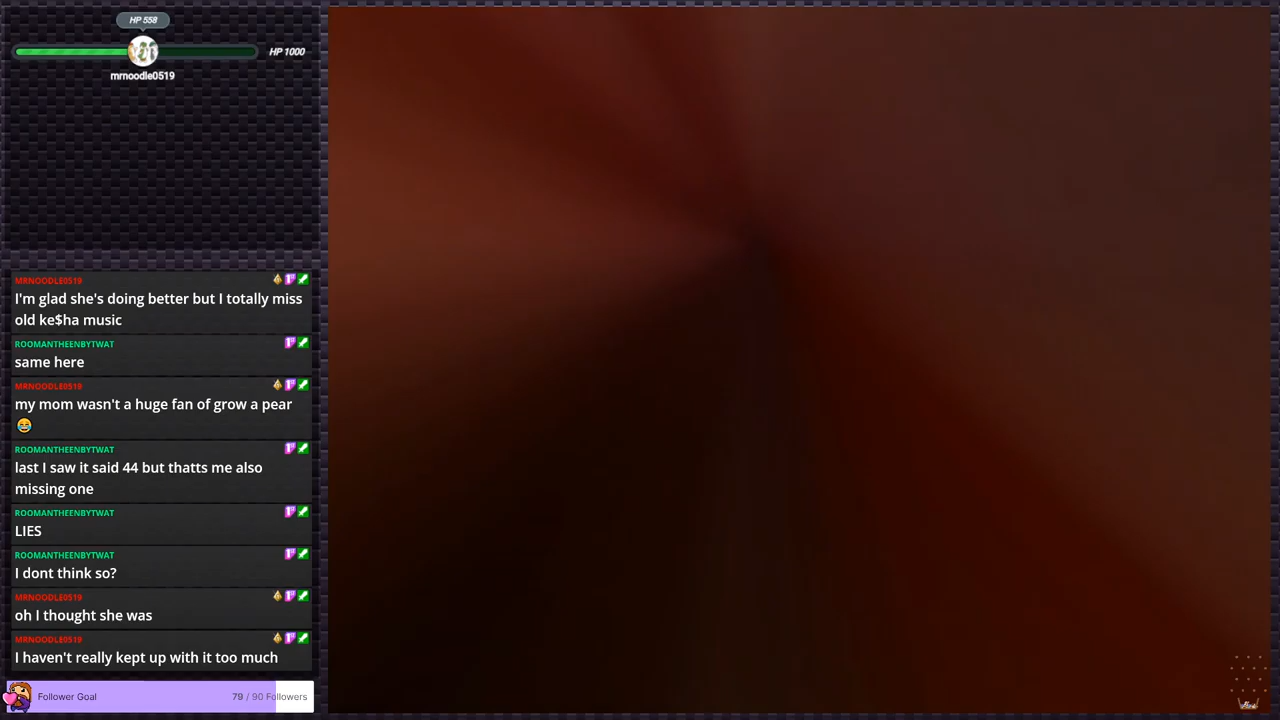 HP 558
HP 1000
mrnoodle0519
MRNOODLE0519
I'm glad she's doing better but I totally miss
old ke$ha music
ROOMANTHEENBYTWAT
same here
MRNOODLE0519
my mom wasn't a huge fan of grow a pear
😂
ROOMANTHEENBYTWAT
last I saw it said 44 but thatts me also
missing one
ROOMANTHEENBYTWAT
LIES
ROOMANTHEENBYTWAT
I dont think so?
MRNOODLE0519
oh I thought she was
MRNOODLE0519
I haven't really kept up with it too much
Follower Goal 79 / 90 Followers